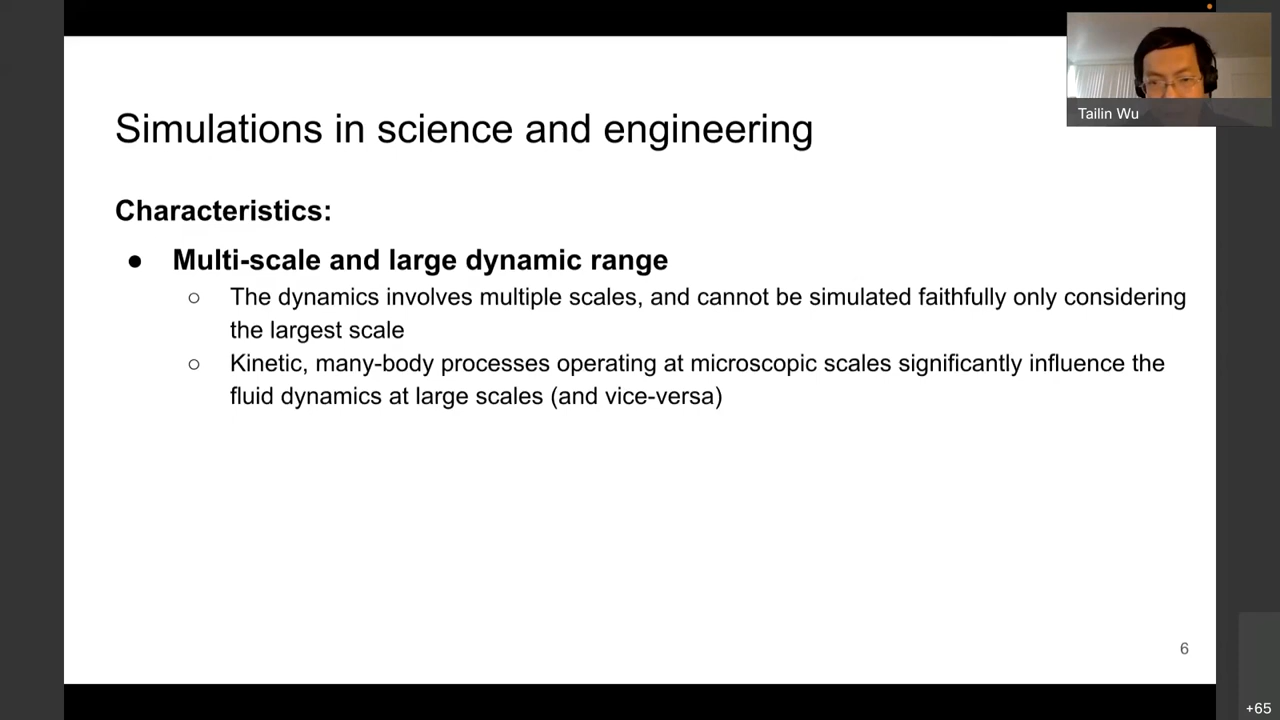 Tailin Wu
Simulations in science and engineering
Characteristics:
● Multi-scale and large dynamic range
○ The dynamics involves multiple scales, and cannot be simulated faithfully only considering
the largest scale
○ Kinetic, many-body processes operating at microscopic scales significantly influence the
fluid dynamics at large scales (and vice-versa)
6
+65